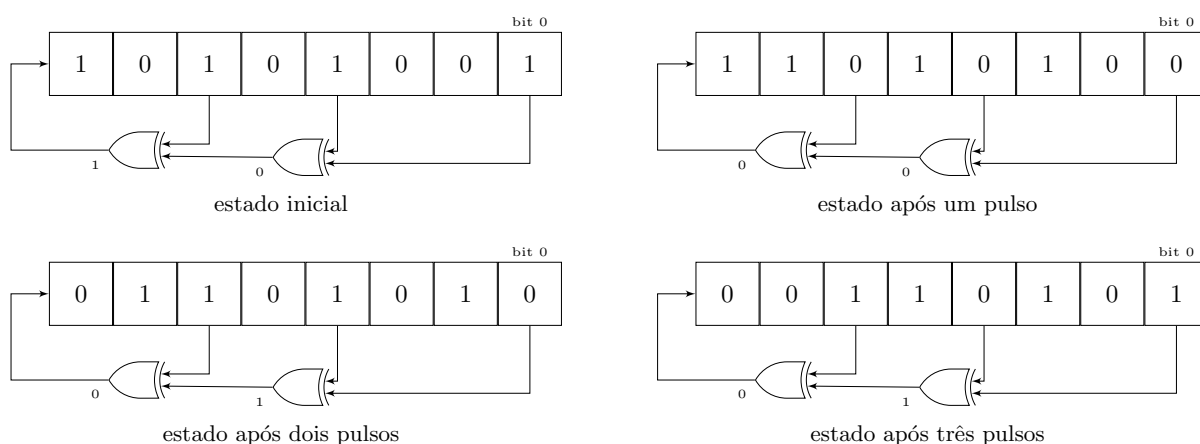 bit 0
1 0 1 0 1 0 0 1
1
0
estado inicial
bit 0
1 1 0 1 0 1 0 0
0
0
estado após um pulso
bit 0
0 1 1 0 1 0 1 0
0
1
estado após dois pulsos
bit 0
0 0 1 1 0 1 0 1
0
1
estado após três pulsos